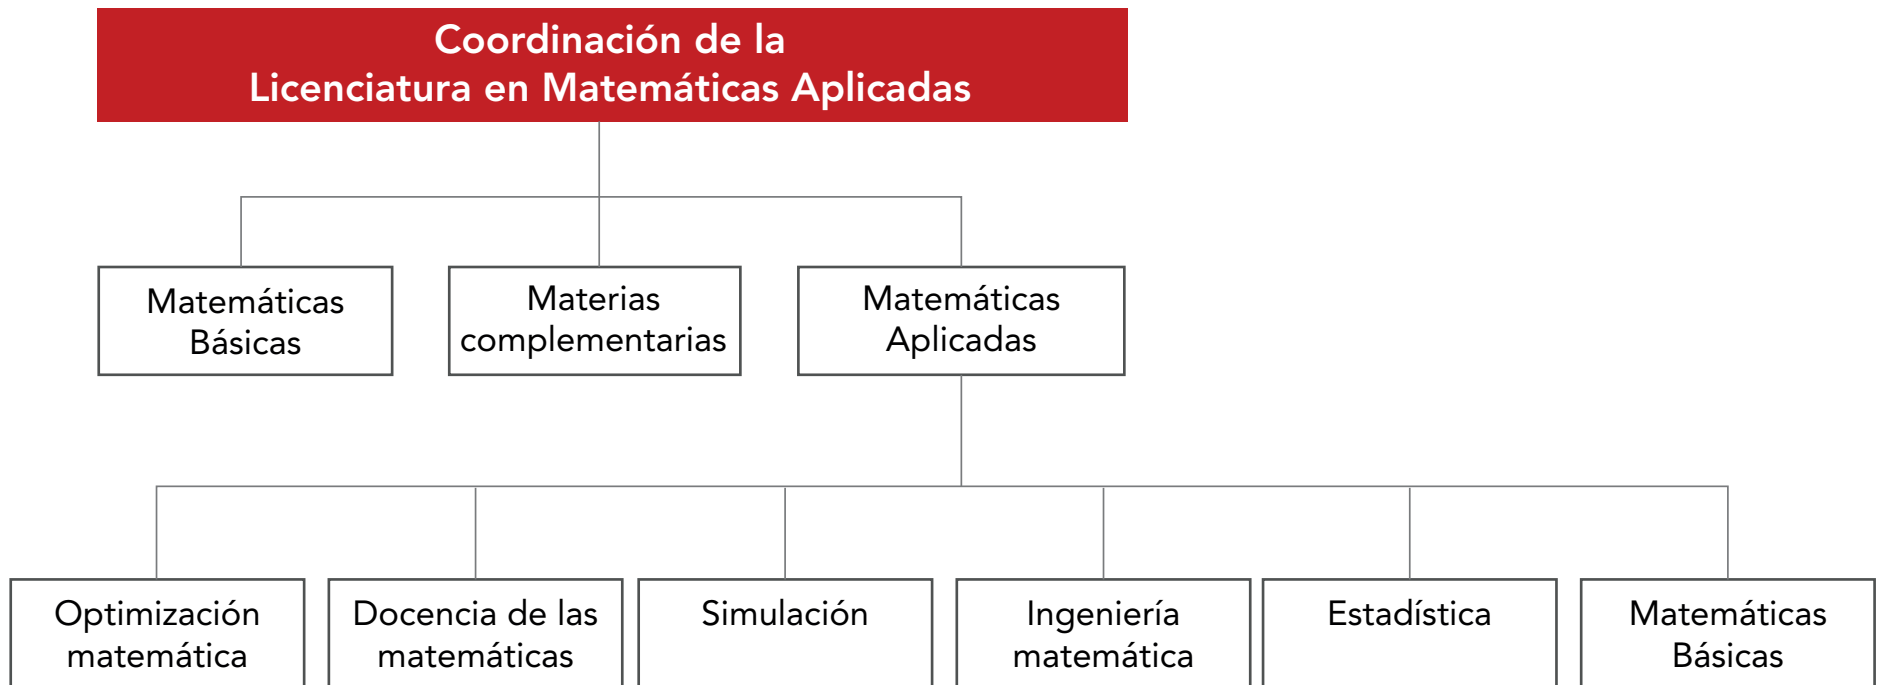 Coordinación de la
Licenciatura en Matemáticas Aplicadas
Matemáticas
Básicas
Materias
complementarias
Matemáticas
Aplicadas
Optimización
matemática
Docencia de las
matemáticas
Simulación
Ingeniería
matemática
Estadística
Matemáticas
Básicas